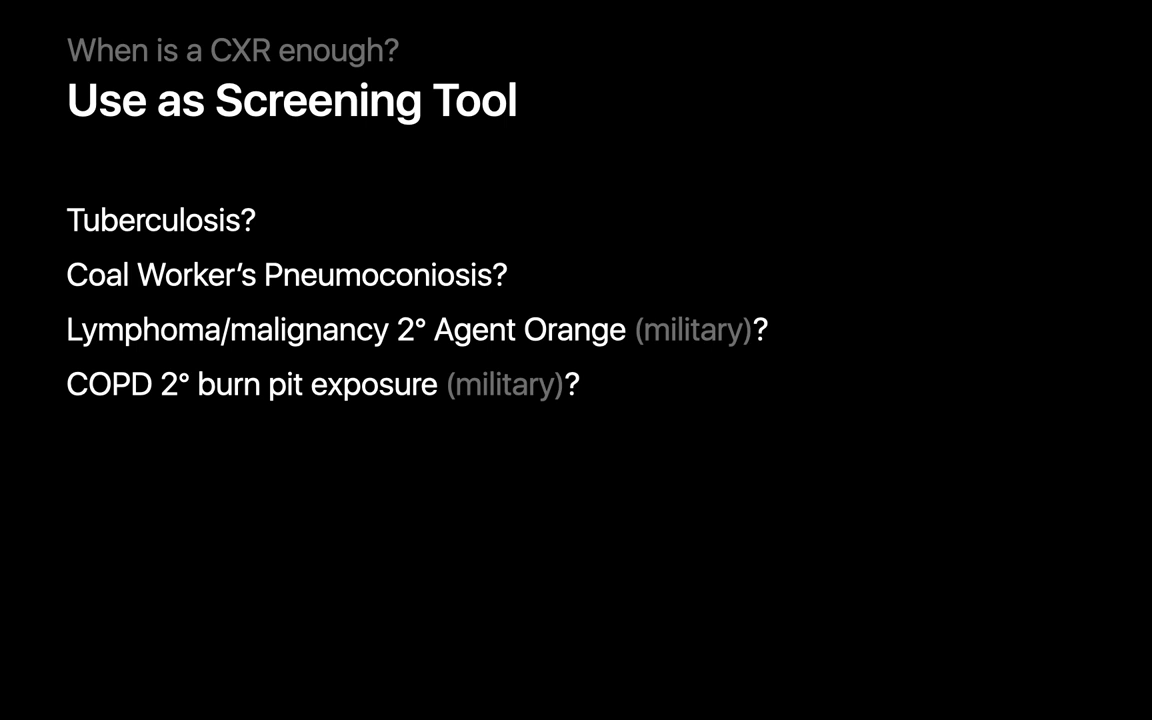 When is a CXR enough?
Use as Screening Tool
Tuberculosis?
Coal Worker’s Pneumoconiosis?
Lymphoma/malignancy 2° Agent Orange (military)?
COPD 2° burn pit exposure (military)?